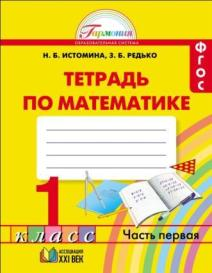 Гармония
ОБРАЗОВАТЕЛЬНАЯ СИСТЕМА
ФГОС
Н. Б. ИСТОМИНА, З. Б. РЕДЬКО
ТЕТРАДЬ
ПО МАТЕМАТИКЕ
1
класс
Часть первая
АССОЦИАЦИЯ
XXI ВЕК